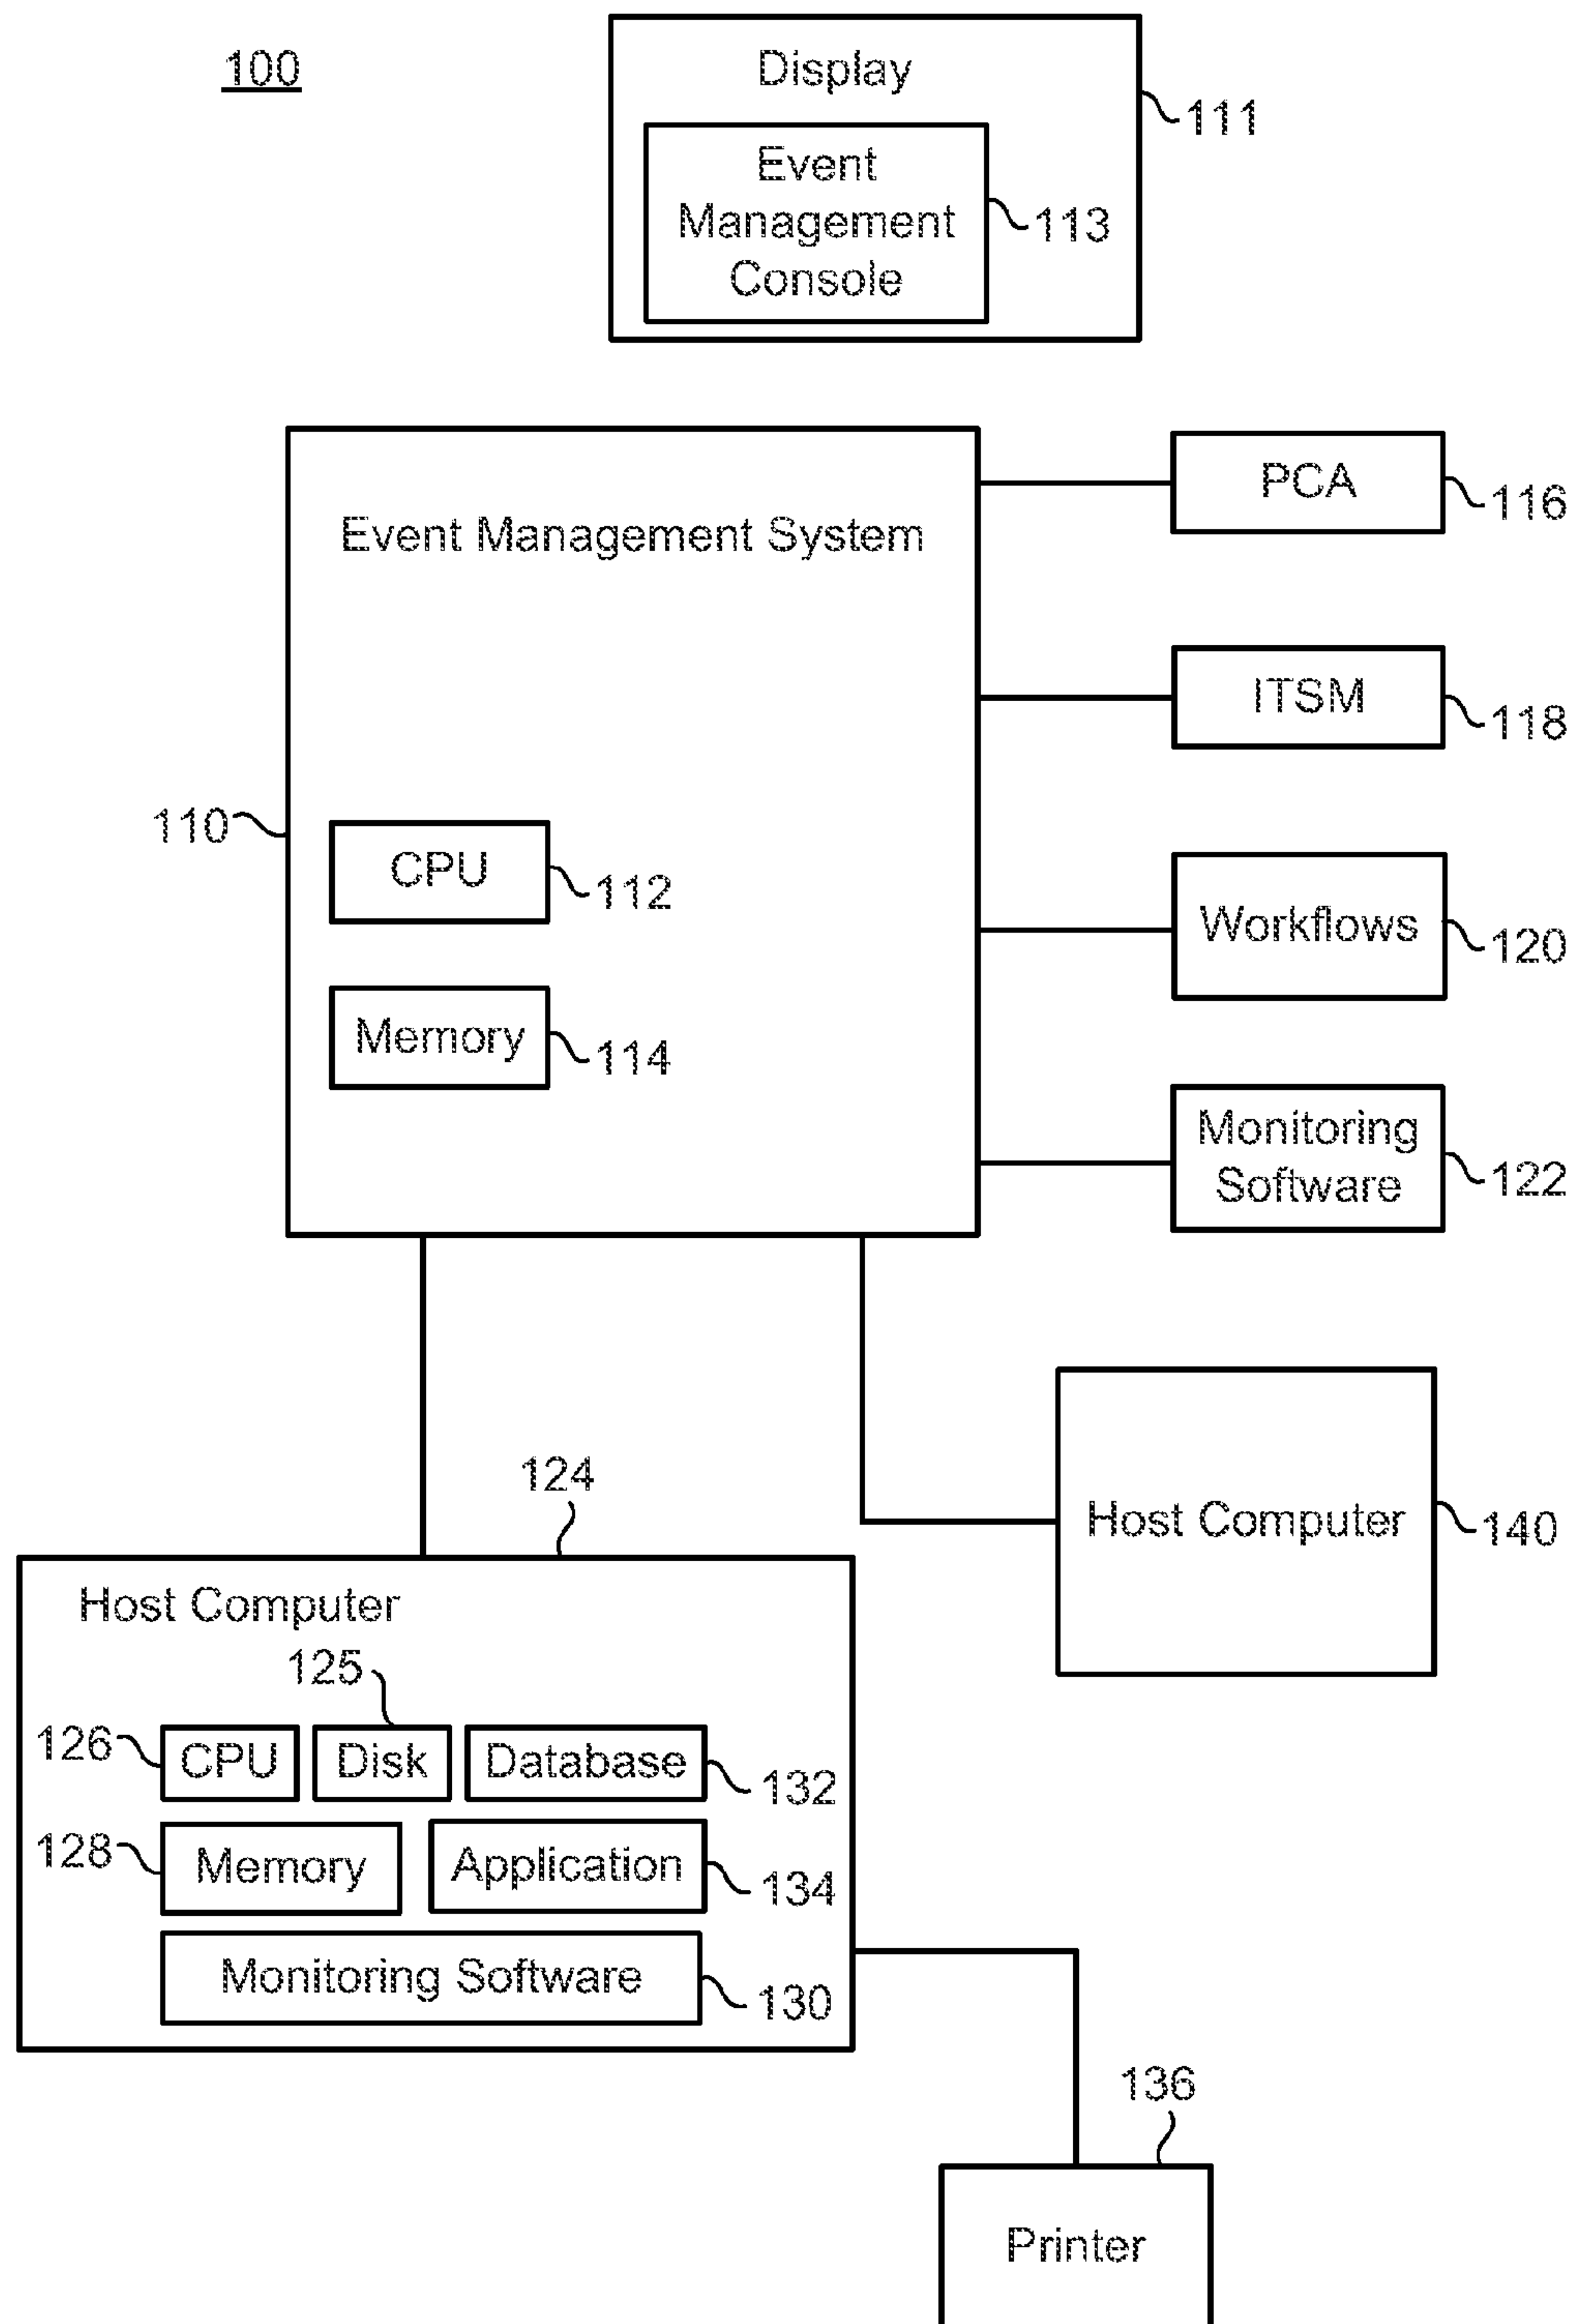 100
Display
111
Event
Management
Console
113
Event Management System
PCA
116
ITSM
118
110
CPU
112
Workflows
120
Memory
114
Monitoring
Software
122
124
Host Computer
140
Host Computer
125
126
CPU
Disk
Database
132
128
Memory
Application
134
Monitoring Software
130
136
Printer